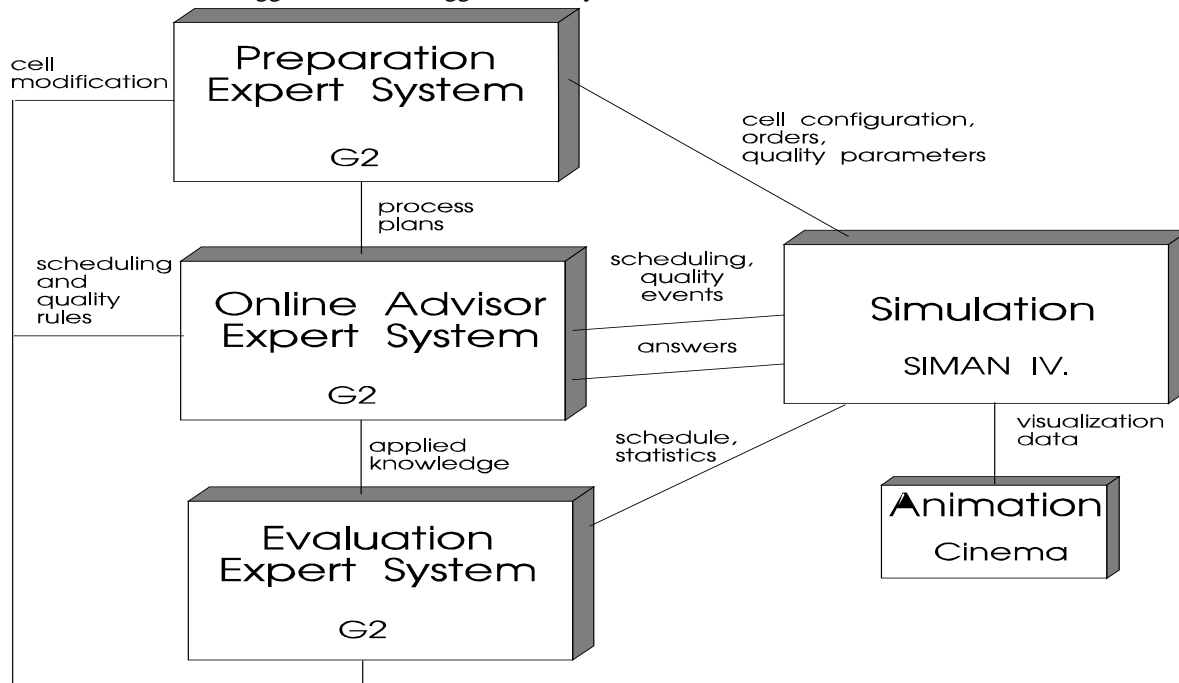 Preparation
Expert System
G2
cell
modification
cell configuration,
orders,
quality parameters
process
plans
scheduling
and
quality
rules
Online Advisor
Expert System
G2
scheduling,
quality
events
answers
Simulation
SIMAN IV.
applied
knowledge
schedule,
statistics
visualization
data
Evaluation
Expert System
G2
Animation
Cinema